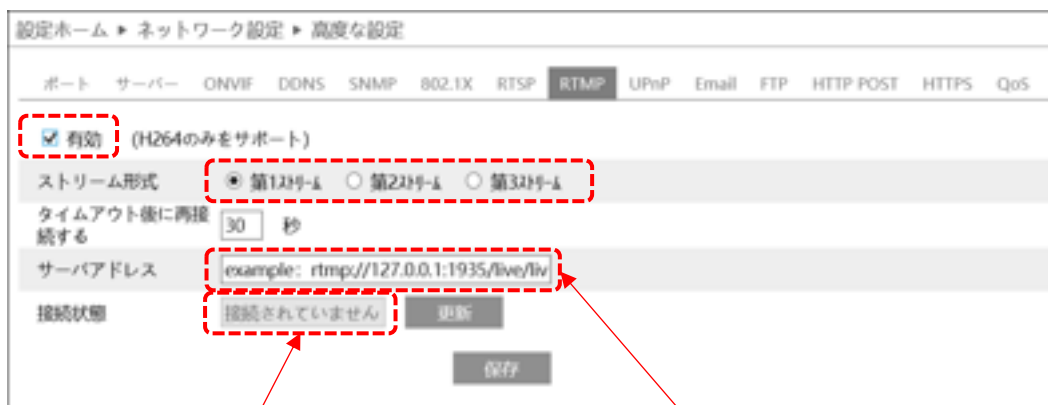 設定ホーム ▸ ネットワーク設定 ▸ 高度な設定
ポート サーバー ONVIF DDNS SNMP 802.1X RTSP RTMP UPnP Email FTP HTTP POST HTTPS QoS
有効 (H264のみをサポート)
ストリーム形式 第1ｽﾄﾘｰﾑ 第2ｽﾄﾘｰﾑ 第3ｽﾄﾘｰﾑ
タイムアウト後に再接
続する 30 秒
サーバアドレス example: rtmp://127.0.0.1:1935/live/liv
接続状態 接続されていません 更新
保存